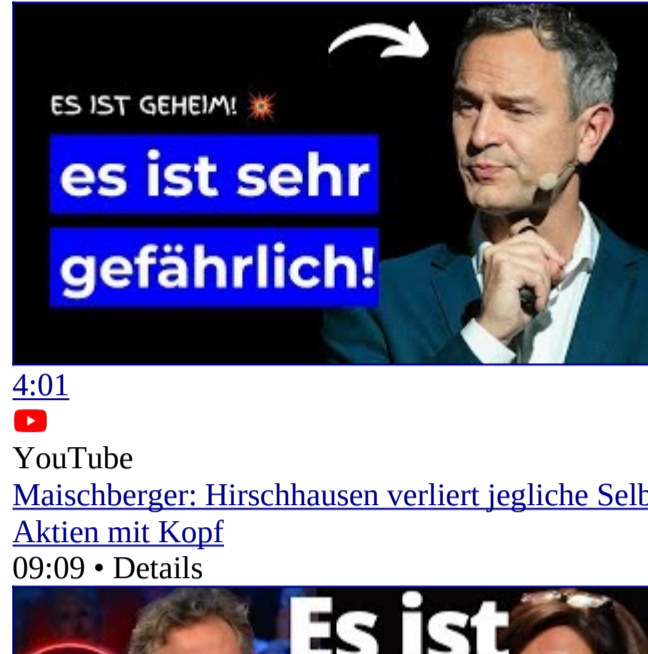 ES IST GEHEIM!
es ist sehr
gefährlich!
4:01
YouTube
Maischberger: Hirschhausen verliert jegliche Selb
Aktien mit Kopf
09:09 • Details
Es ist